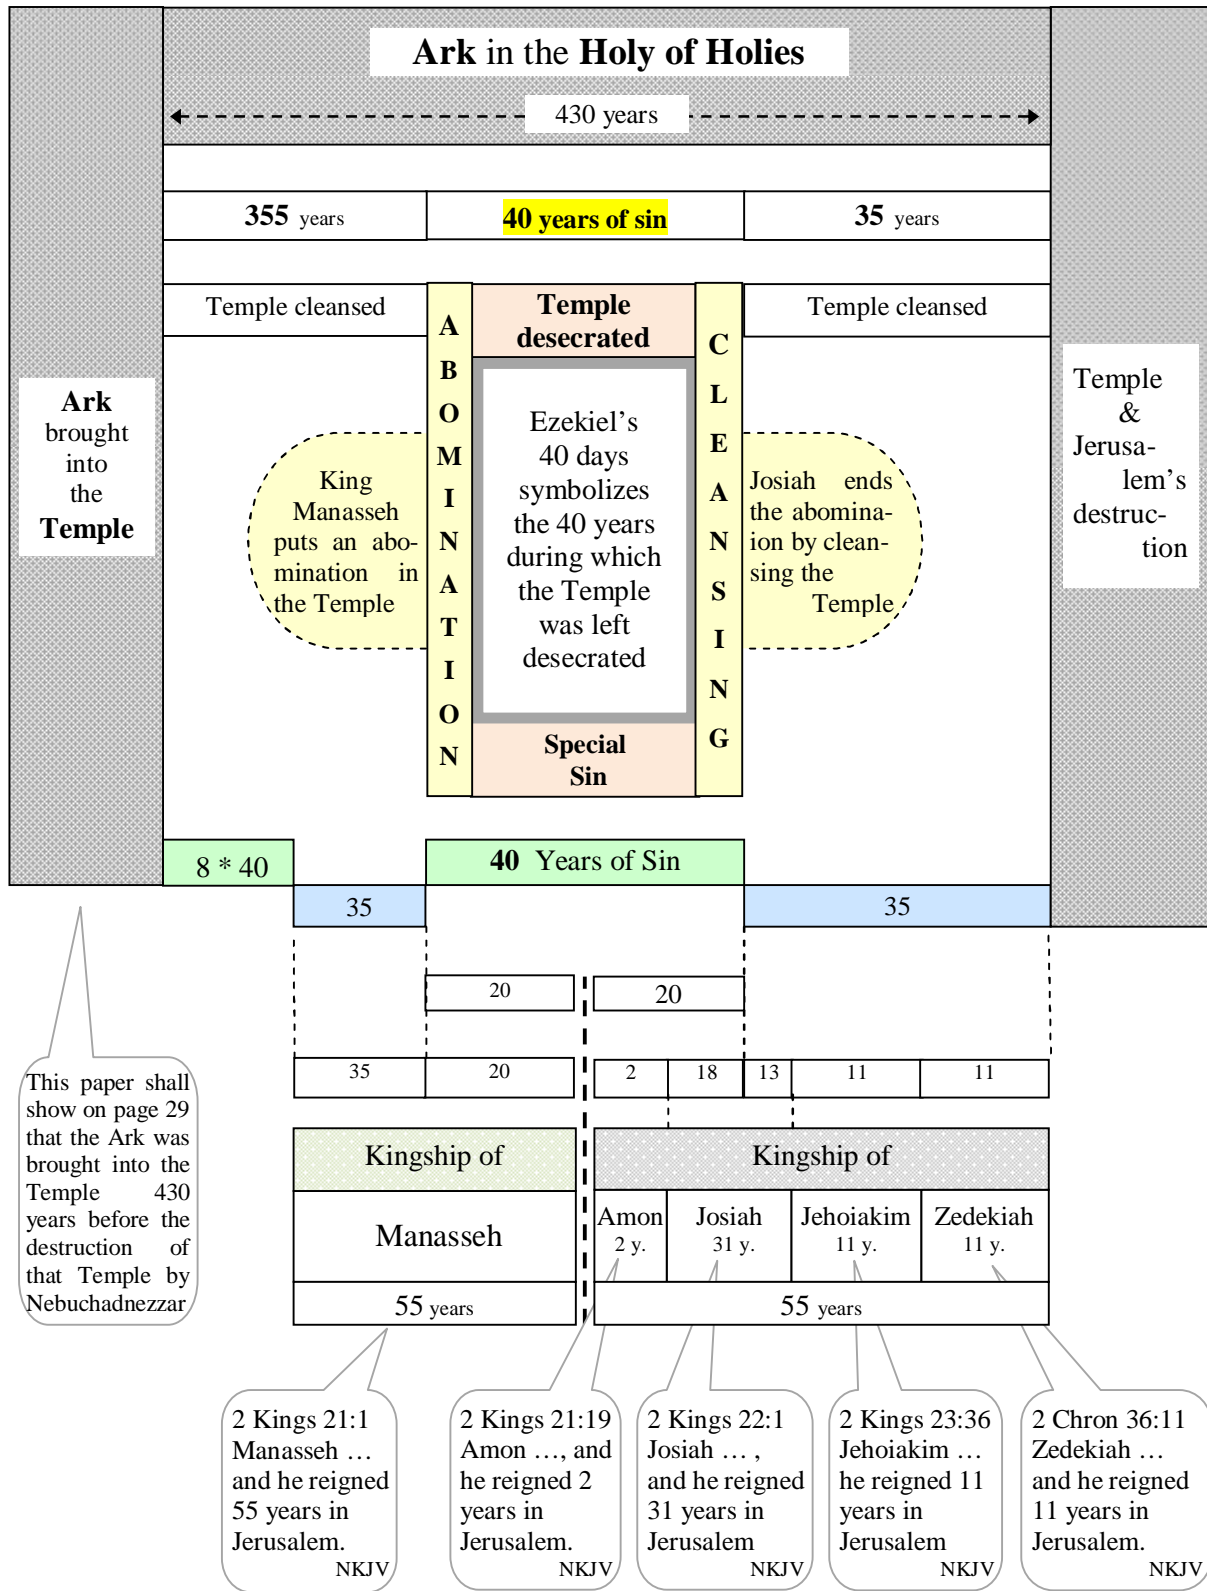 Ark in the Holy of Holies
430 years
355 years
40 years of sin
35 years
Temple cleansed
Temple
desecrated
Temple cleansed
ABOMINATION
CLEANSING
Ark
brought
into
the
Temple
King
Manasseh
puts an abo-
mination in
the Temple
Ezekiel’s
40 days
symbolizes
the 40 years
during which
the Temple
was left
desecrated
Josiah ends
the abomina-
ion by clean-
sing the
Temple
Temple
&
Jerusa-
lem’s
destruc-
tion
Special
Sin
8 * 40
40 Years of Sin
35
35
20
20
35
20
2
18
13
11
11
This paper shall
show on page 29
that the Ark was
brought into the
Temple 430
years before the
destruction of
that Temple by
Nebuchadnezzar
Kingship of
Kingship of
Manasseh
Amon
2 y.
Josiah
31 y.
Jehoiakim
11 y.
Zedekiah
11 y.
55 years
55 years
2 Kings 21:1
Manasseh …
and he reigned
55 years in
Jerusalem.
NKJV
2 Kings 21:19
Amon …, and
he reigned 2
years in
Jerusalem.
NKJV
2 Kings 22:1
Josiah … ,
and he reigned
31 years in
Jerusalem
NKJV
2 Kings 23:36
Jehoiakim …
he reigned 11
years in
Jerusalem
NKJV
2 Chron 36:11
Zedekiah …
and he reigned
11 years in
Jerusalem.
NKJV